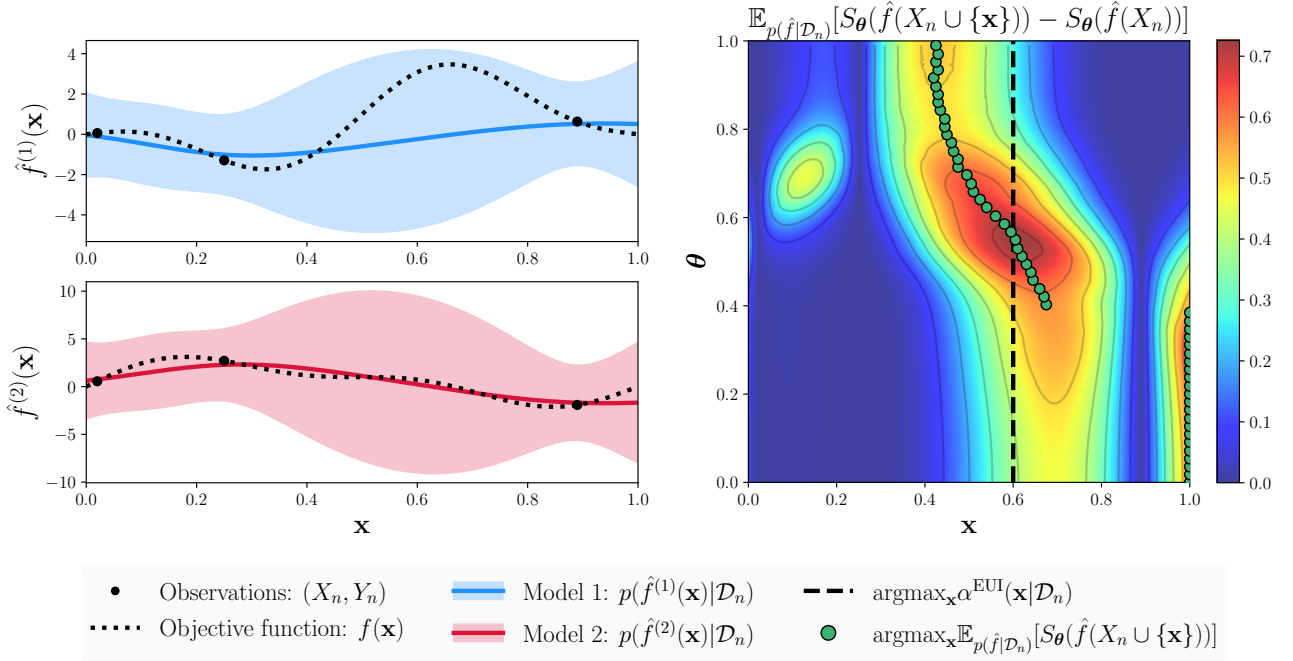 𝔼_{p(f̂|𝒟_n)}[S_𝛉(f̂(X_n ∪ {𝐱})) − S_𝛉(f̂(X_n))]
f̂^{(1)}(𝐱)
4
2
0
−2
−4
0.0 0.2 0.4 0.6 0.8 1.0
f̂^{(2)}(𝐱)
10
5
0
−5
−10
0.0 0.2 0.4 0.6 0.8 1.0
𝐱
𝛉
1.0
0.8
0.6
0.4
0.2
0.0
0.0 0.2 0.4 0.6 0.8 1.0
𝐱
0.7
0.6
0.5
0.4
0.3
0.2
0.1
0.0
Observations: (X_n, Y_n)
Objective function: f(𝐱)
Model 1: p(f̂^{(1)}(𝐱)|𝒟_n)
Model 2: p(f̂^{(2)}(𝐱)|𝒟_n)
argmax_𝐱 α^{EUI}(𝐱|𝒟_n)
argmax_𝐱 𝔼_{p(f̂|𝒟_n)}[S_𝛉(f̂(X_n ∪ {𝐱}))]